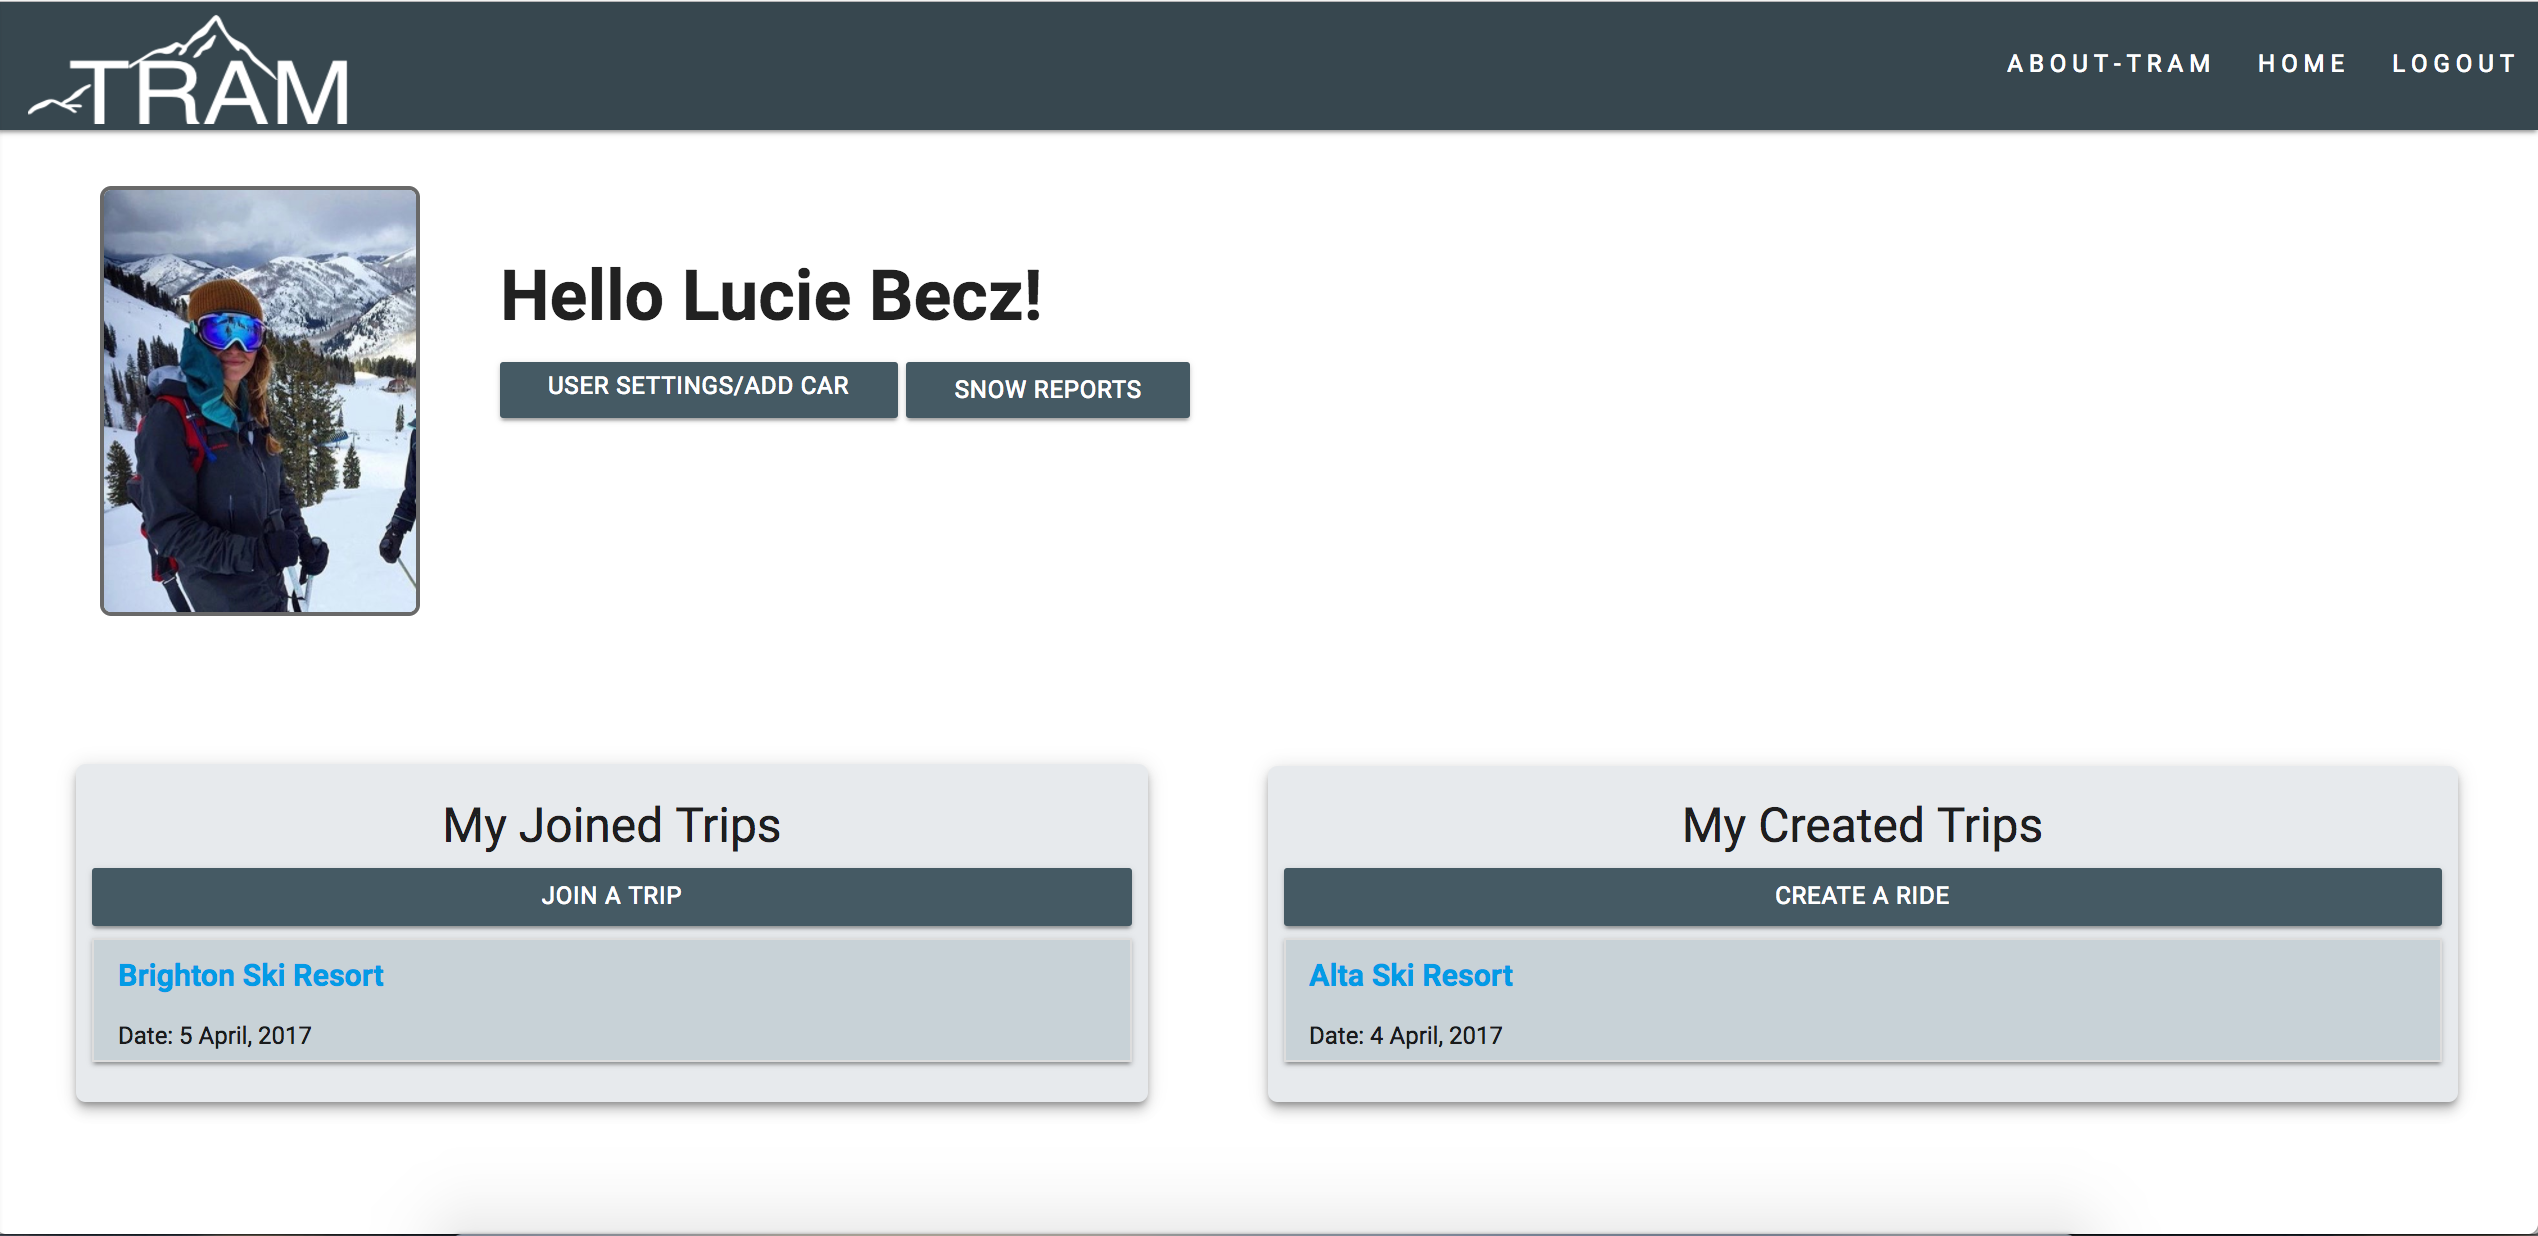 TRAM
ABOUT-TRAM HOME LOGOUT
Hello Lucie Becz!
USER SETTINGS/ADD CAR SNOW REPORTS
My Joined Trips
JOIN A TRIP
Brighton Ski Resort
Date: 5 April, 2017
My Created Trips
CREATE A RIDE
Alta Ski Resort
Date: 4 April, 2017